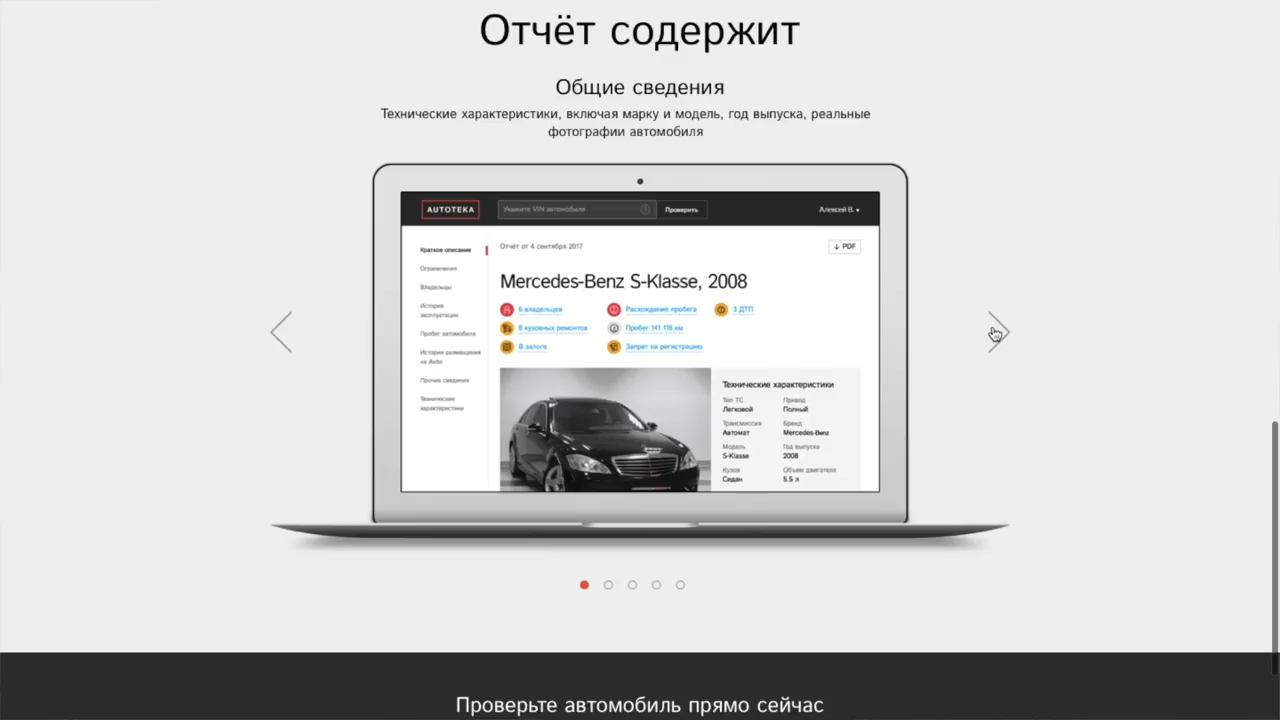 Отчёт содержит
Общие сведения
Технические характеристики, включая марку и модель, год выпуска, реальные
фотографии автомобиля
AUTOTEKA
Укажите VIN автомобиля
Проверить
Алексей В.
Краткое описание
Ограничения
Владельцы
История
эксплуатации
Пробег автомобиля
История размещения
на Avito
Прочие сведения
Технические
характеристики
Отчёт от 4 сентября 2017
PDF
Mercedes-Benz S-Klasse, 2008
6 владельцев
Расхождение пробега
3 ДТП
8 кузовных ремонтов
Пробег 141 118 км
В залоге
Запрет на регистрацию
Технические характеристики
Тип ТС Привод
Легковой Полный
Трансмиссия Бренд
Автомат Mercedes-Benz
Модель Год выпуска
S-Klasse 2008
Кузов Объем двигателя
Седан 5.5 л
Проверьте автомобиль прямо сейчас